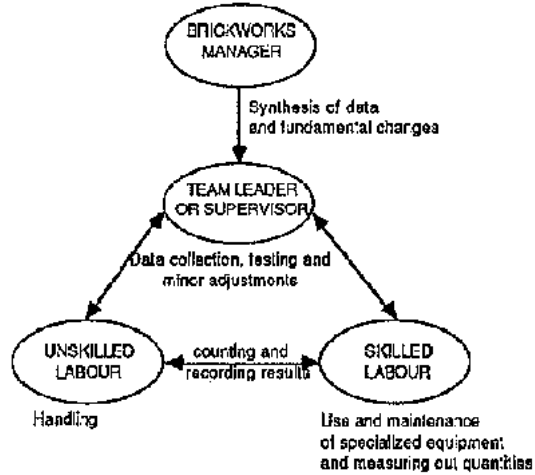 BRICKWORKS
MANAGER
Synthesis of data
and fundamental changes
TEAM LEADER
OR SUPERVISOR
Data collection, testing and
minor adjustments
UNSKILLED
LABOUR
counting and
recording results
SKILLED
LABOUR
Handling
Use and maintenance
of specialized equipment
and measuring out quantities